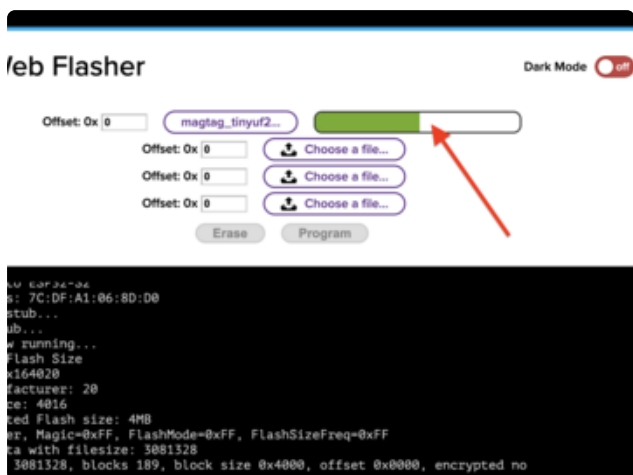 Web Flasher
Dark Mode off
Offset: 0x 0 magtag_tinyuf2...
Offset: 0x 0 Choose a file...
Offset: 0x 0 Choose a file...
Offset: 0x 0 Choose a file...
Erase Program
to ESP32-S2
s: 7C:DF:A1:06:8D:D0
stub...
ub...
w running...
Flash Size
x164020
facturer: 20
ce: 4016
ted Flash size: 4MB
er, Magic=0xFF, FlashMode=0xFF, FlashSizeFreq=0xFF
ta with filesize: 3081328
3081328, blocks 189, block size 0x4000, offset 0x0000, encrypted no